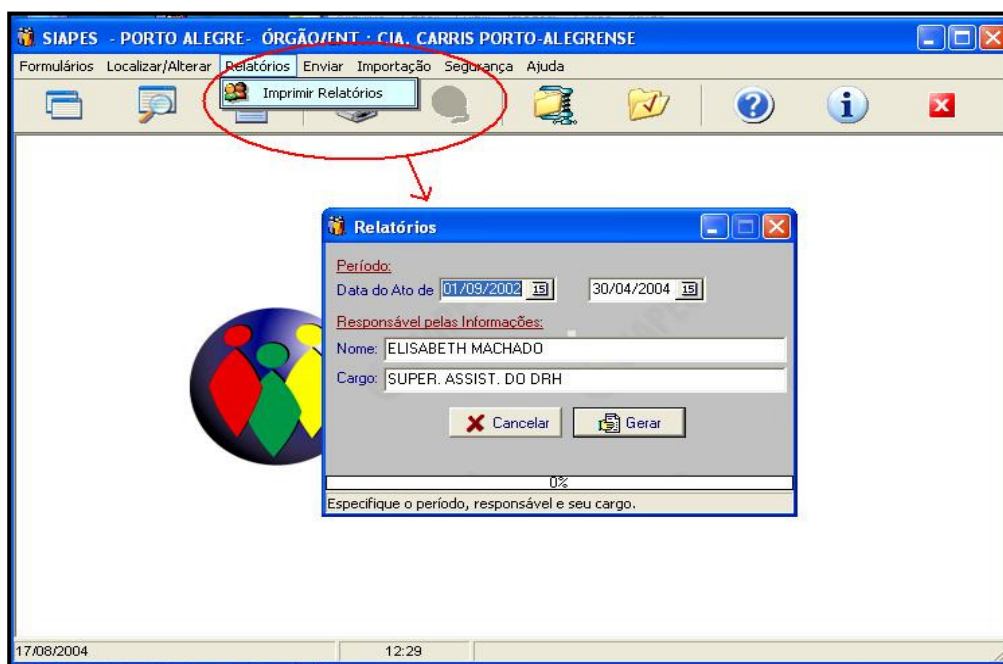 SIAPES - PORTO ALEGRE- ÓRGÃO/ENT.: CIA. CARRIS PORTO-ALEGRENSE
Formulários Localizar/Alterar Relatórios Enviar Importação Segurança Ajuda
Imprimir Relatórios
Relatórios
Período:
Data do Ato de 01/09/2002 15 30/04/2004 15
Responsável pelas Informações:
Nome: ELISABETH MACHADO
Cargo: SUPER. ASSIST. DO DRH
Cancelar Gerar
0%
Especifique o período, responsável e seu cargo.
17/08/2004 12:29